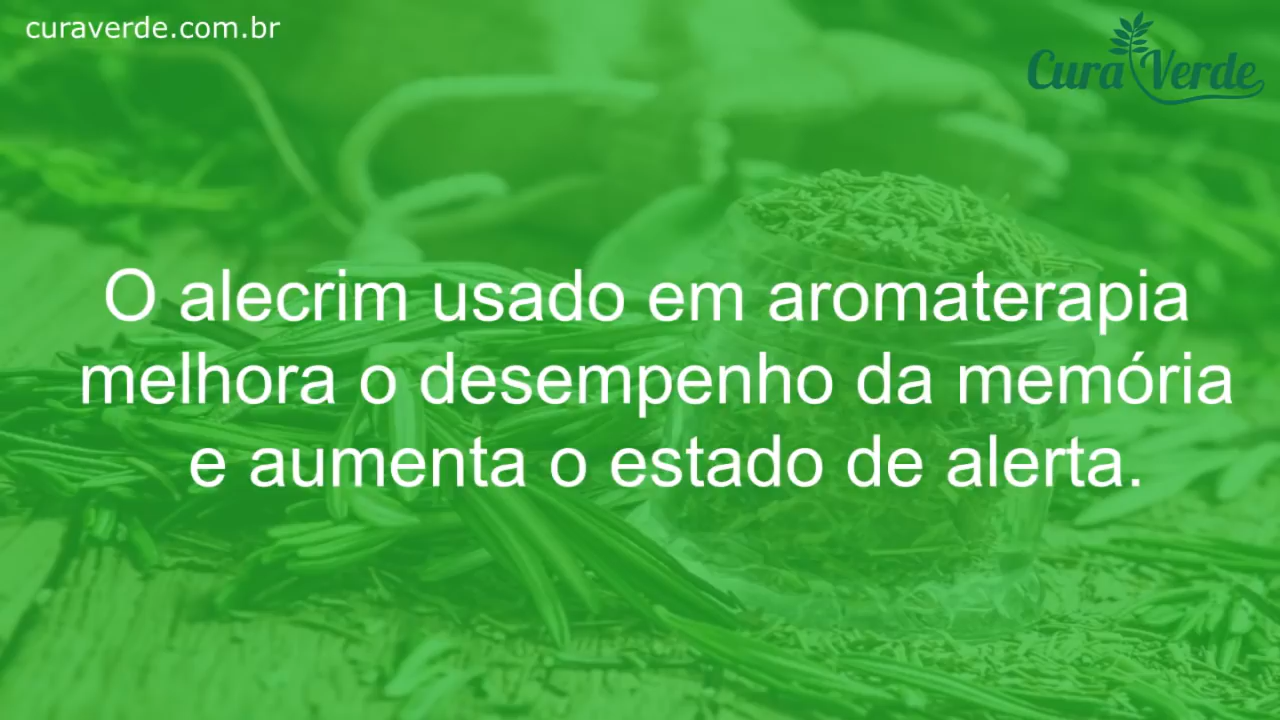 curaverde.com.br
Cura Verde
O alecrim usado em aromaterapia
melhora o desempenho da memória
e aumenta o estado de alerta.